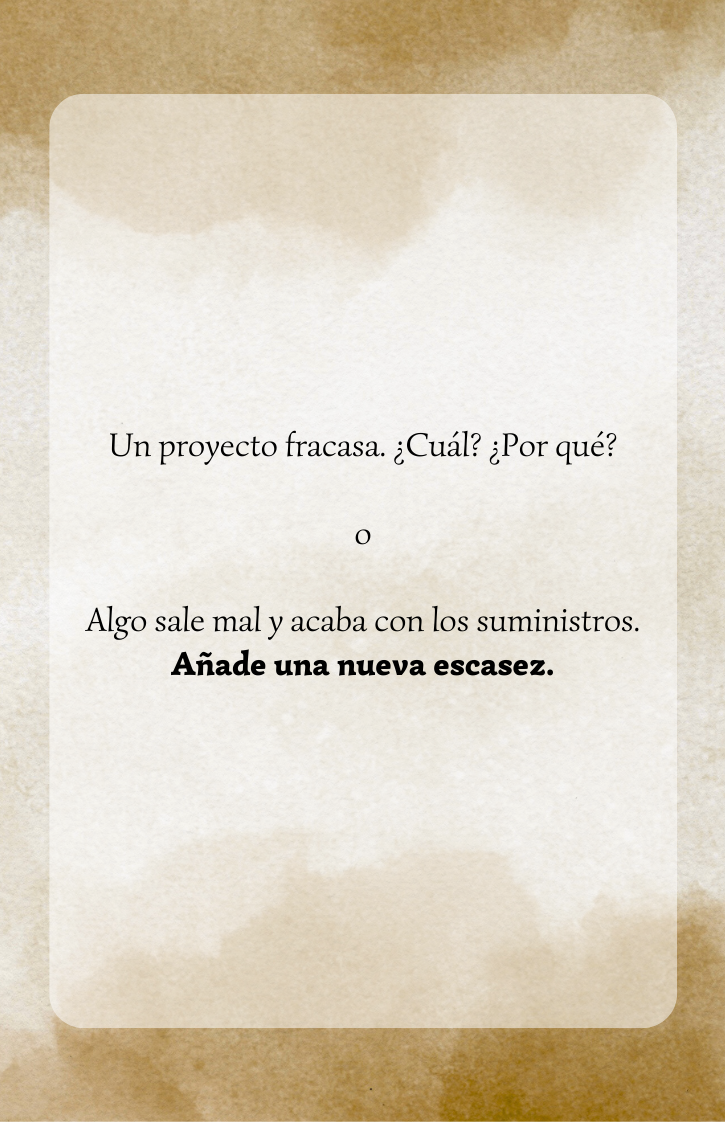 Un proyecto fracasa. ¿Cuál? ¿Por qué?
o
Algo sale mal y acaba con los suministros.
Añade una nueva escasez.